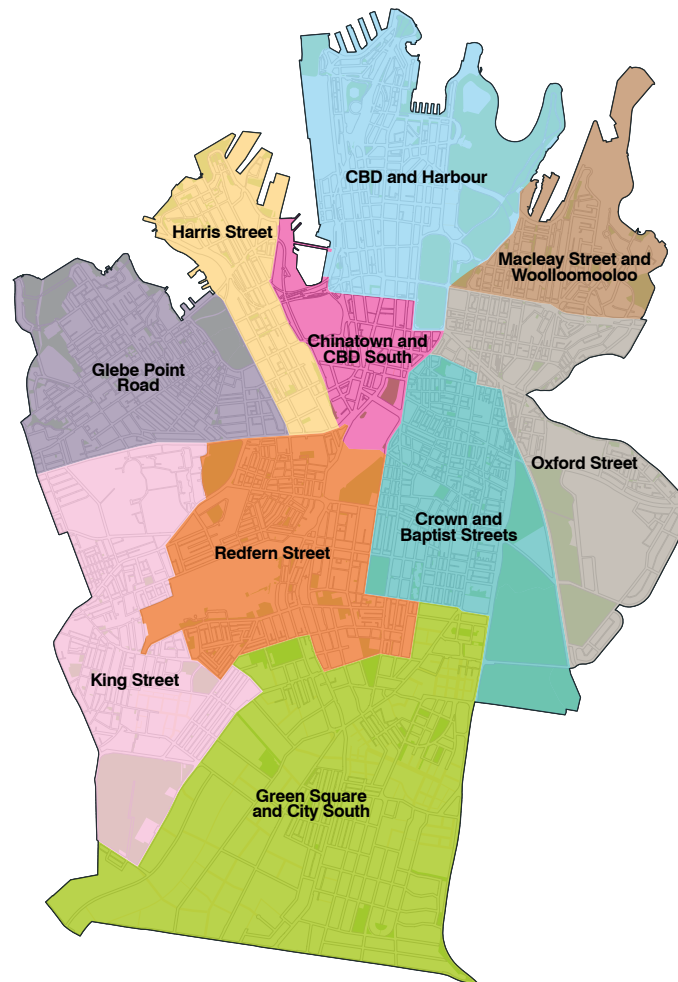 CBD and Harbour
Harris Street
Macleay Street and
Woolloomooloo
Chinatown and
CBD South
Glebe Point
Road
Oxford Street
Crown and
Baptist Streets
Redfern Street
King Street
Green Square
and City South